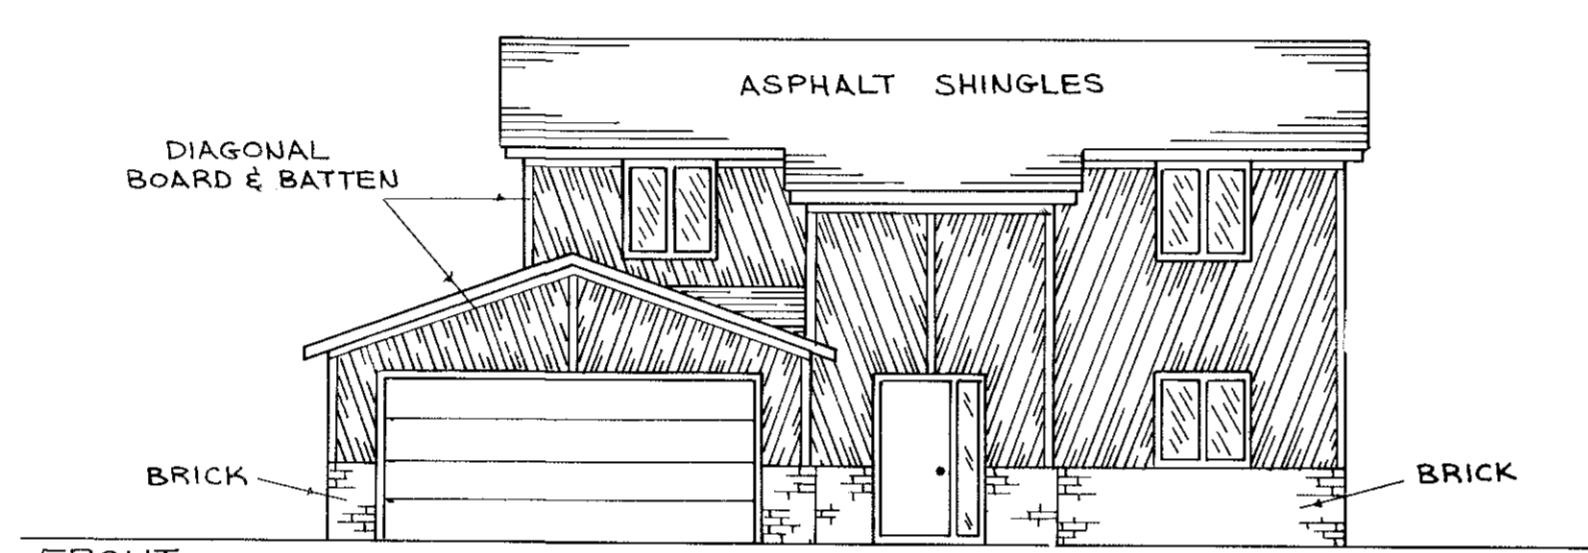 ASPHALT SHINGLES
DIAGONAL
BOARD & BATTEN
BRICK
BRICK